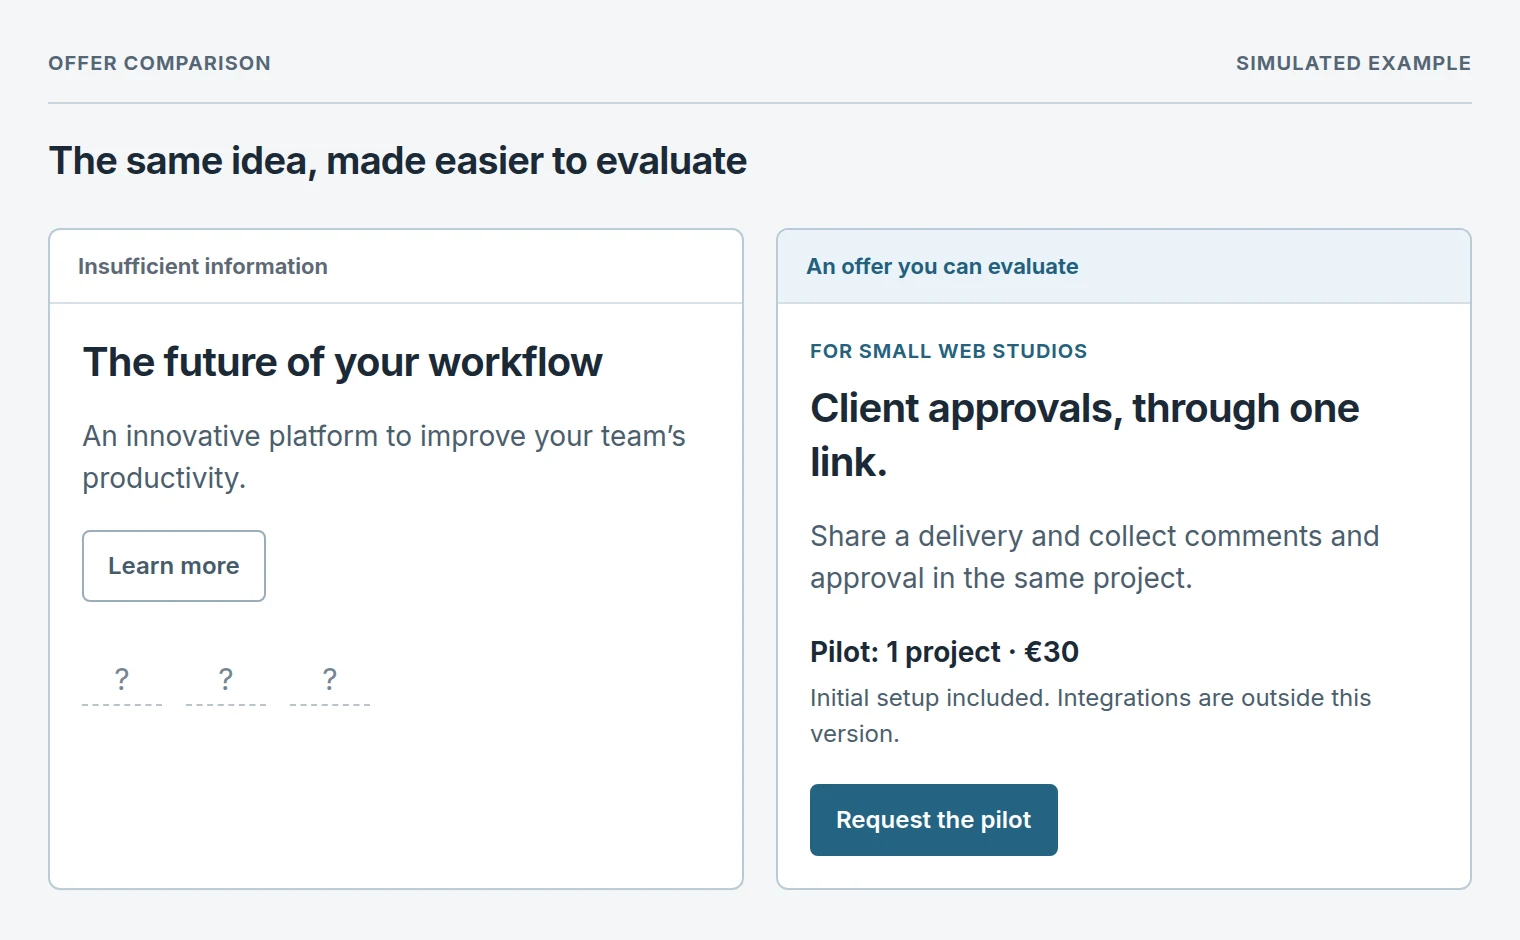 OFFER COMPARISON
SIMULATED EXAMPLE
The same idea, made easier to evaluate
Insufficient information
The future of your workflow
An innovative platform to improve your team’s
productivity.
Learn more
? ? ?
An offer you can evaluate
FOR SMALL WEB STUDIOS
Client approvals, through one
link.
Share a delivery and collect comments and
approval in the same project.
Pilot: 1 project · €30
Initial setup included. Integrations are outside this
version.
Request the pilot